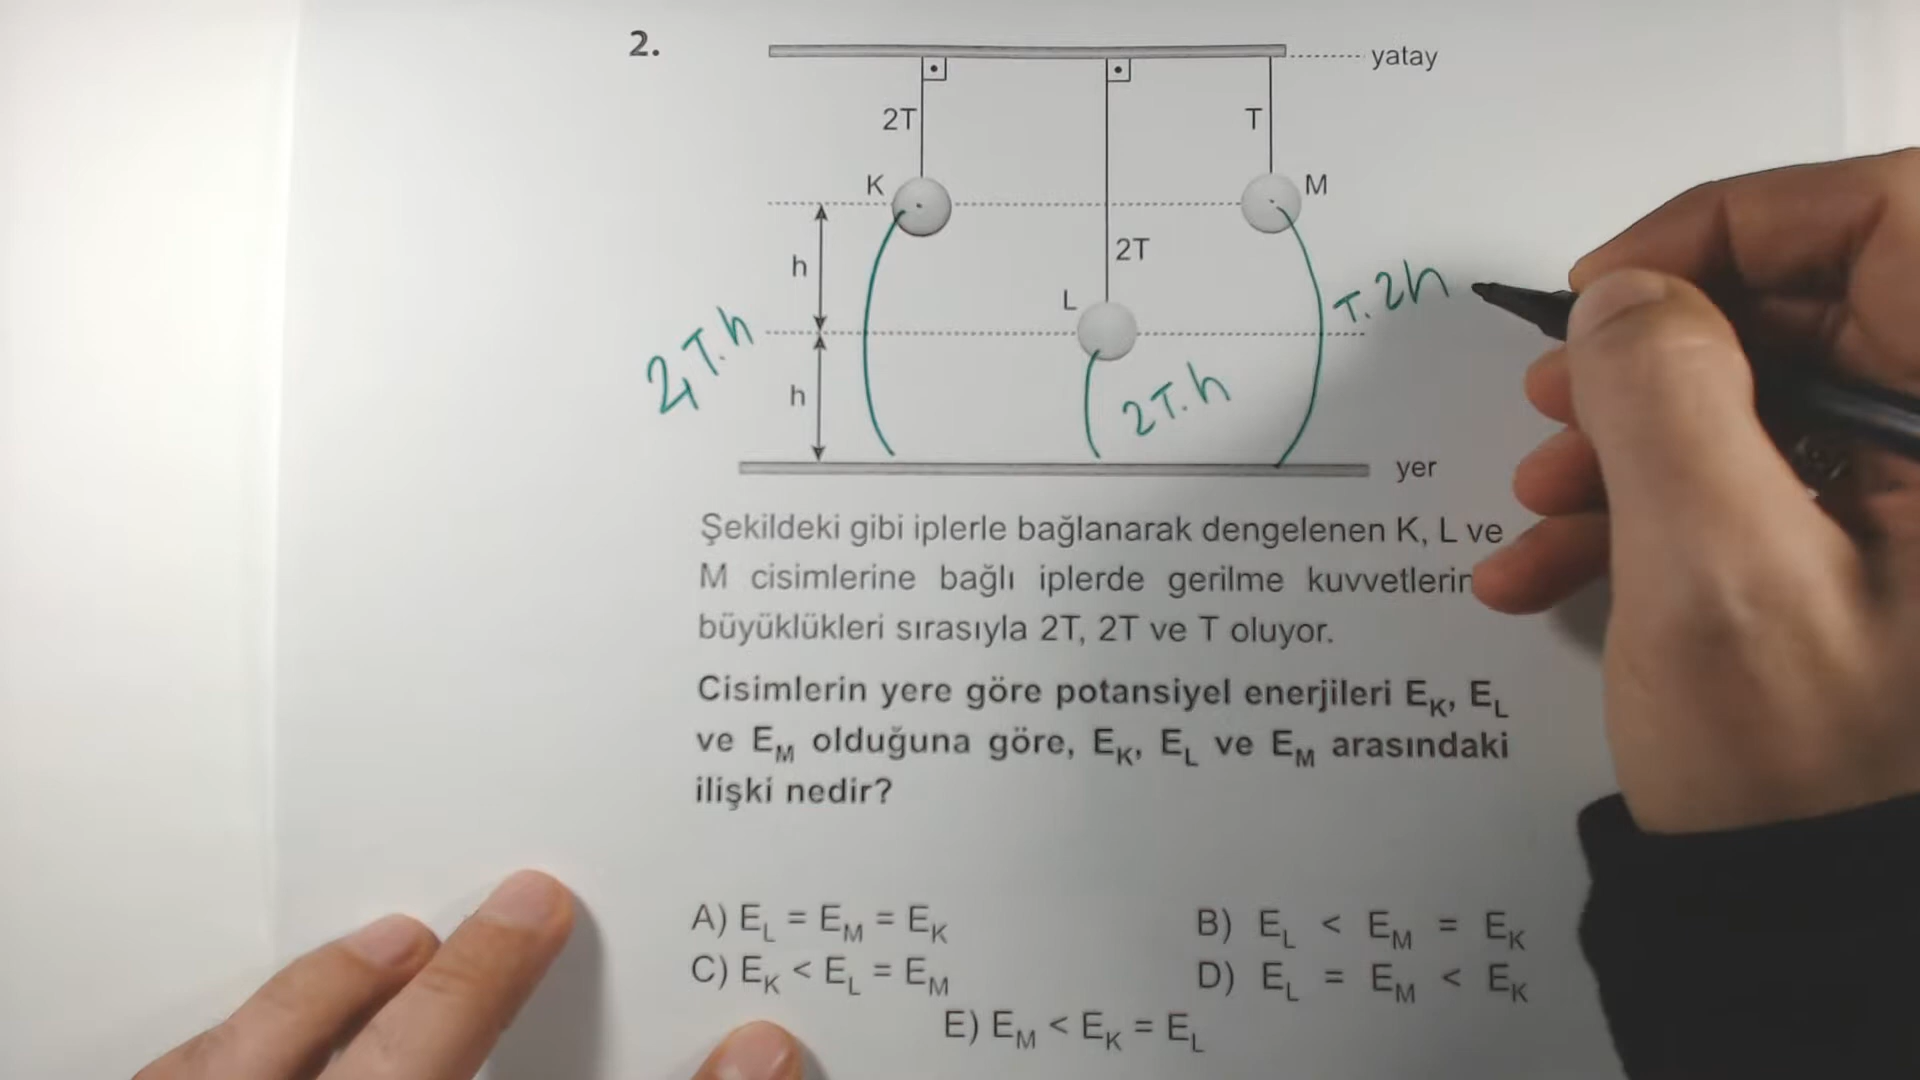 2.
yatay
2T
T
K
M
h
2T
L
T.2h
2T.h
h
2T.h
yer
Şekildeki gibi iplerle bağlanarak dengelenen K, L ve
M cisimlerine bağlı iplerde gerilme kuvvetlerin
büyüklükleri sırasıyla 2T, 2T ve T oluyor.
Cisimlerin yere göre potansiyel enerjileri E_K, E_L
ve E_M olduğuna göre, E_K, E_L ve E_M arasındaki
ilişki nedir?
A) E_L = E_M = E_K
B) E_L < E_M = E_K
C) E_K < E_L = E_M
D) E_L = E_M < E_K
E) E_M < E_K = E_L